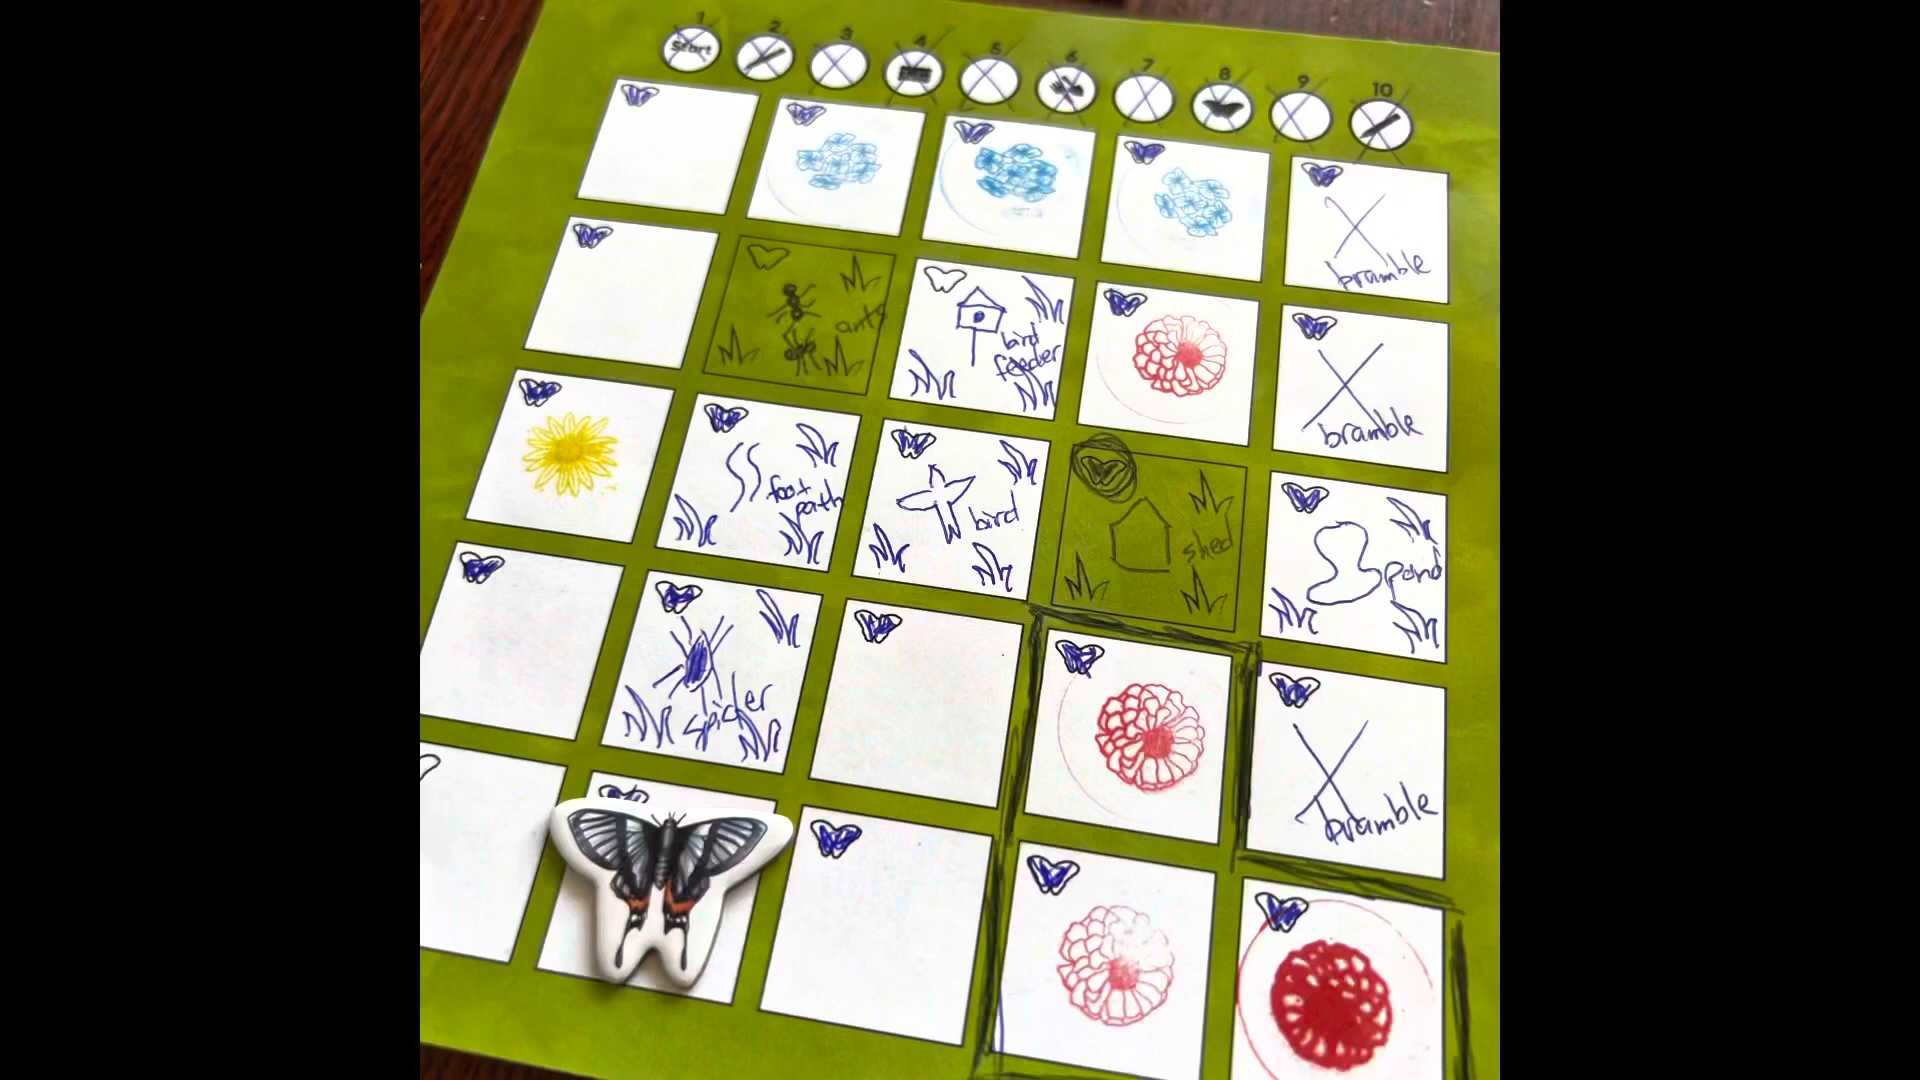 1 2 3 4 5 6 7 8 9 10
Start
bramble
ants
bird
feeder
bramble
foot
path
bird
shed
pond
spider
bramble